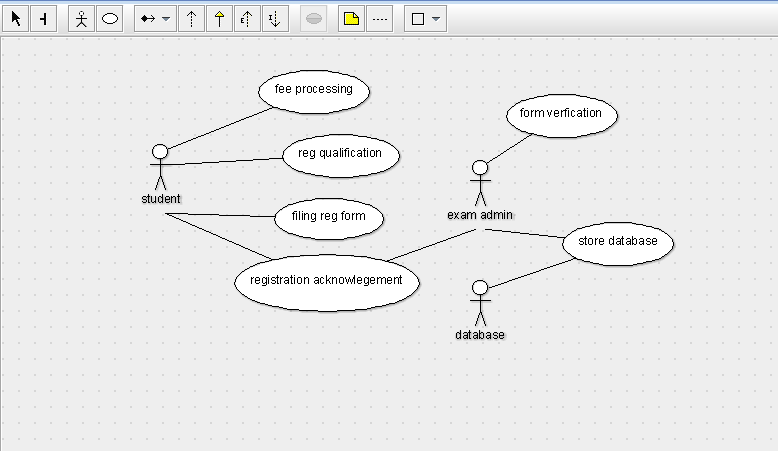 fee processing
form verfication
reg qualification
student
filing reg form
exam admin
store database
registration acknowlegement
database